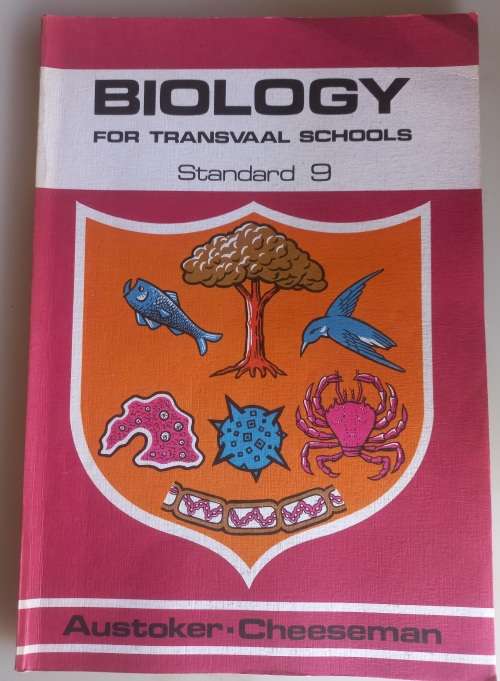 BIOLOGY
FOR TRANSVAAL SCHOOLS
Standard 9
Austoker·Cheeseman